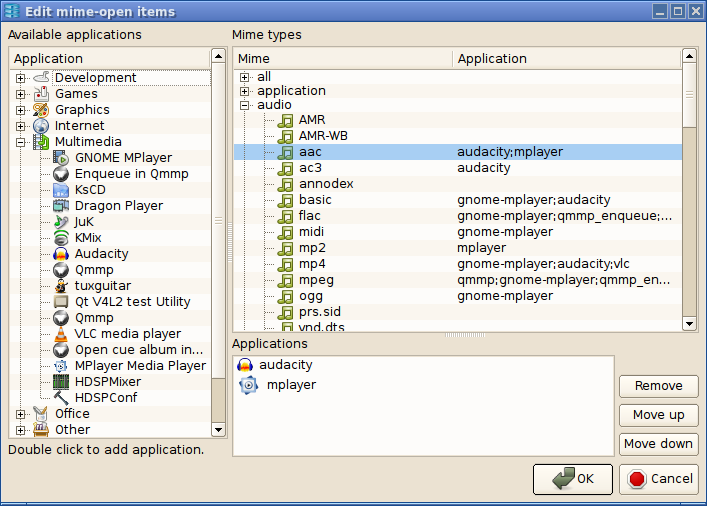 Edit mime-open items
Available applications
Application
Development
Games
Graphics
Internet
Multimedia
GNOME MPlayer
Enqueue in Qmmp
KsCD
Dragon Player
JuK
KMix
Audacity
Qmmp
tuxguitar
Qt V4L2 test Utility
Qmmp
VLC media player
Open cue album in...
MPlayer Media Player
HDSPMixer
HDSPConf
Office
Other
Double click to add application.
Mime types
Mime Application
all
application
audio
AMR
AMR-WB
aac audacity;mplayer
ac3 audacity
annodex
basic gnome-mplayer;audacity
flac gnome-mplayer;qmmp_enqueue;...
midi gnome-mplayer
mp2 mplayer
mp4 gnome-mplayer;audacity;vlc
mpeg qmmp;gnome-mplayer;qmmp_en...
ogg gnome-mplayer
prs.sid
vnd.dts
Applications
audacity
mplayer
Remove
Move up
Move down
OK
Cancel